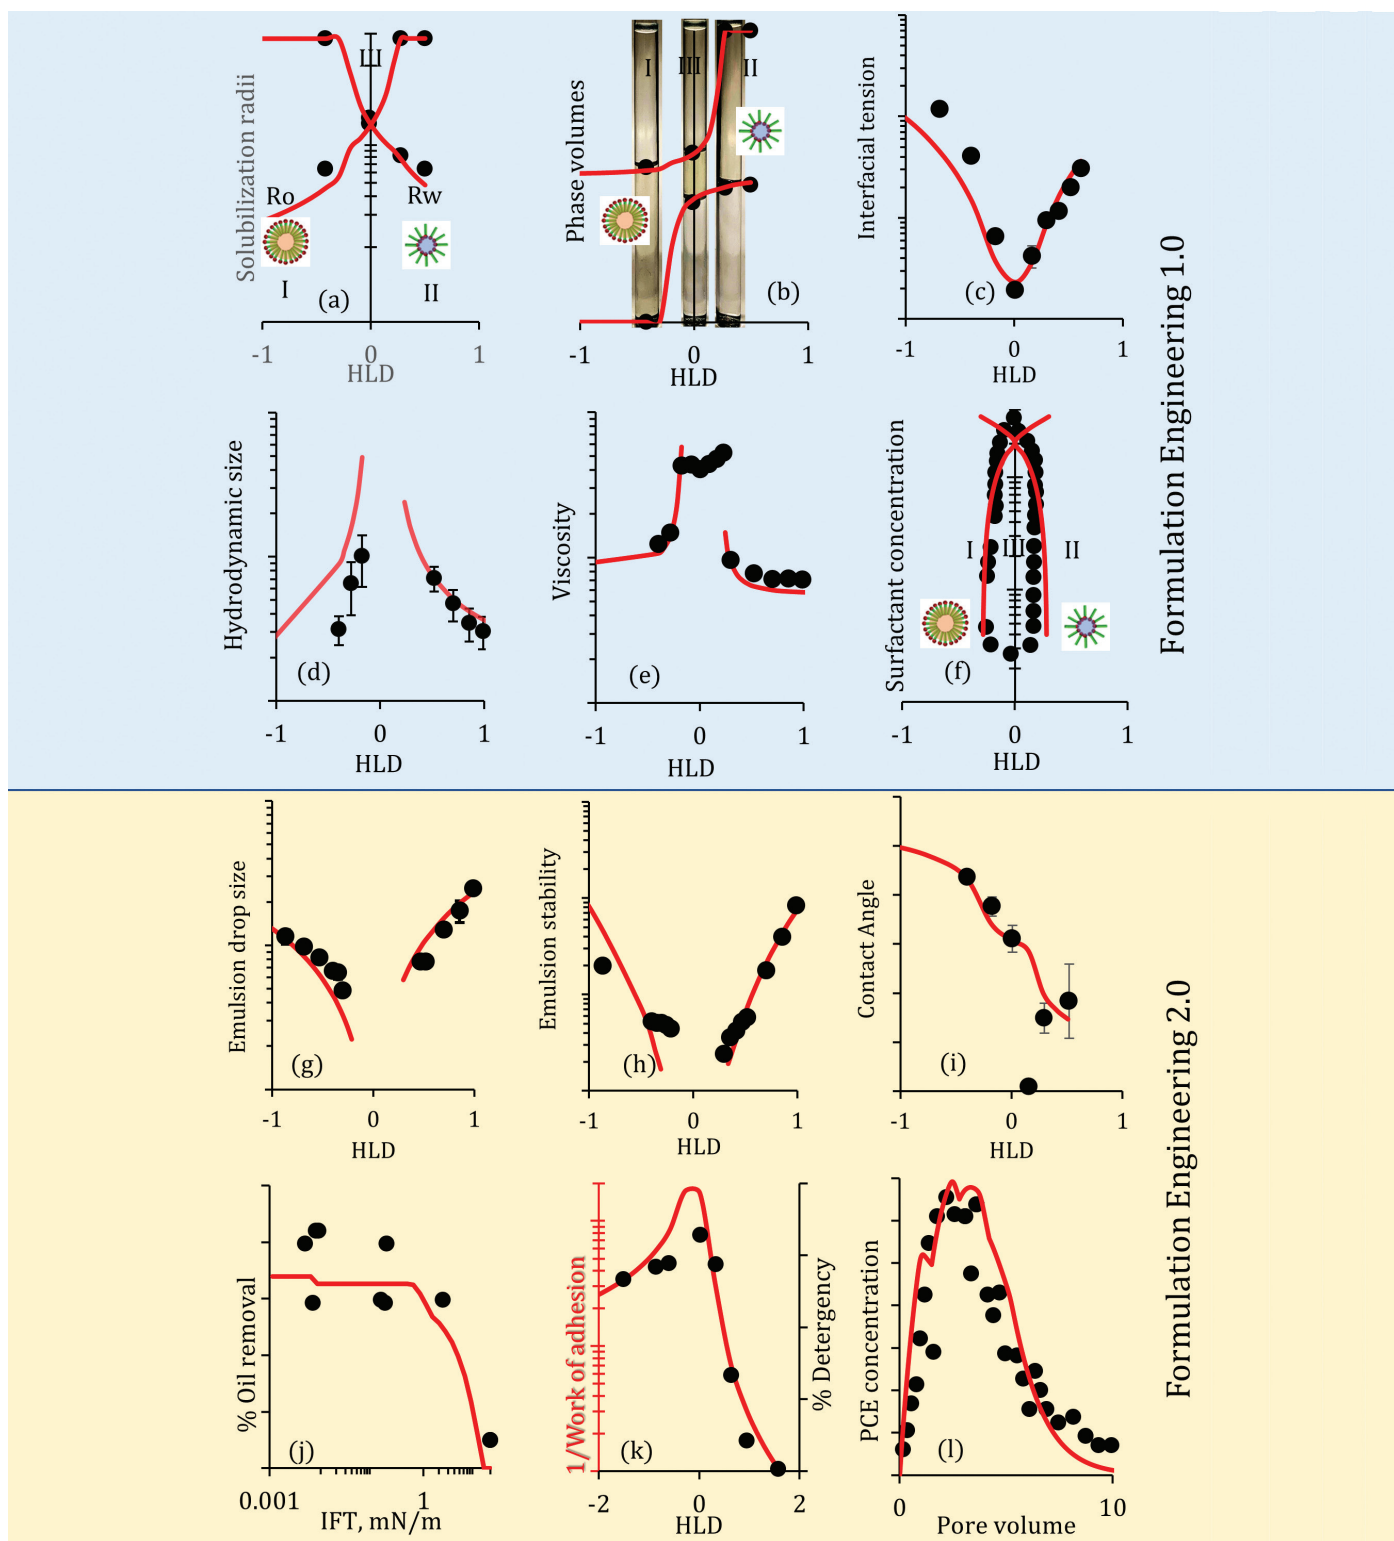 Solubilization radii
III
Ro
Rw
I
(a)
II
-1
0
1
HLD
Phase volumes
I
III
II
(b)
-1
0
1
HLD
Interfacial tension
(c)
-1
0
1
HLD
Formulation Engineering 1.0
Hydrodynamic size
(d)
-1
0
1
HLD
Viscosity
(e)
-1
0
1
HLD
Surfactant concentration
I
III
II
(f)
-1
0
1
HLD
Emulsion drop size
(g)
-1
0
1
HLD
Emulsion stability
(h)
-1
0
1
HLD
Contact Angle
(i)
-1
0
1
HLD
Formulation Engineering 2.0
% Oil removal
(j)
0.001
1
IFT, mN/m
1/Work of adhesion
(k)
% Detergency
-2
0
2
HLD
PCE concentration
(l)
0
10
Pore volume